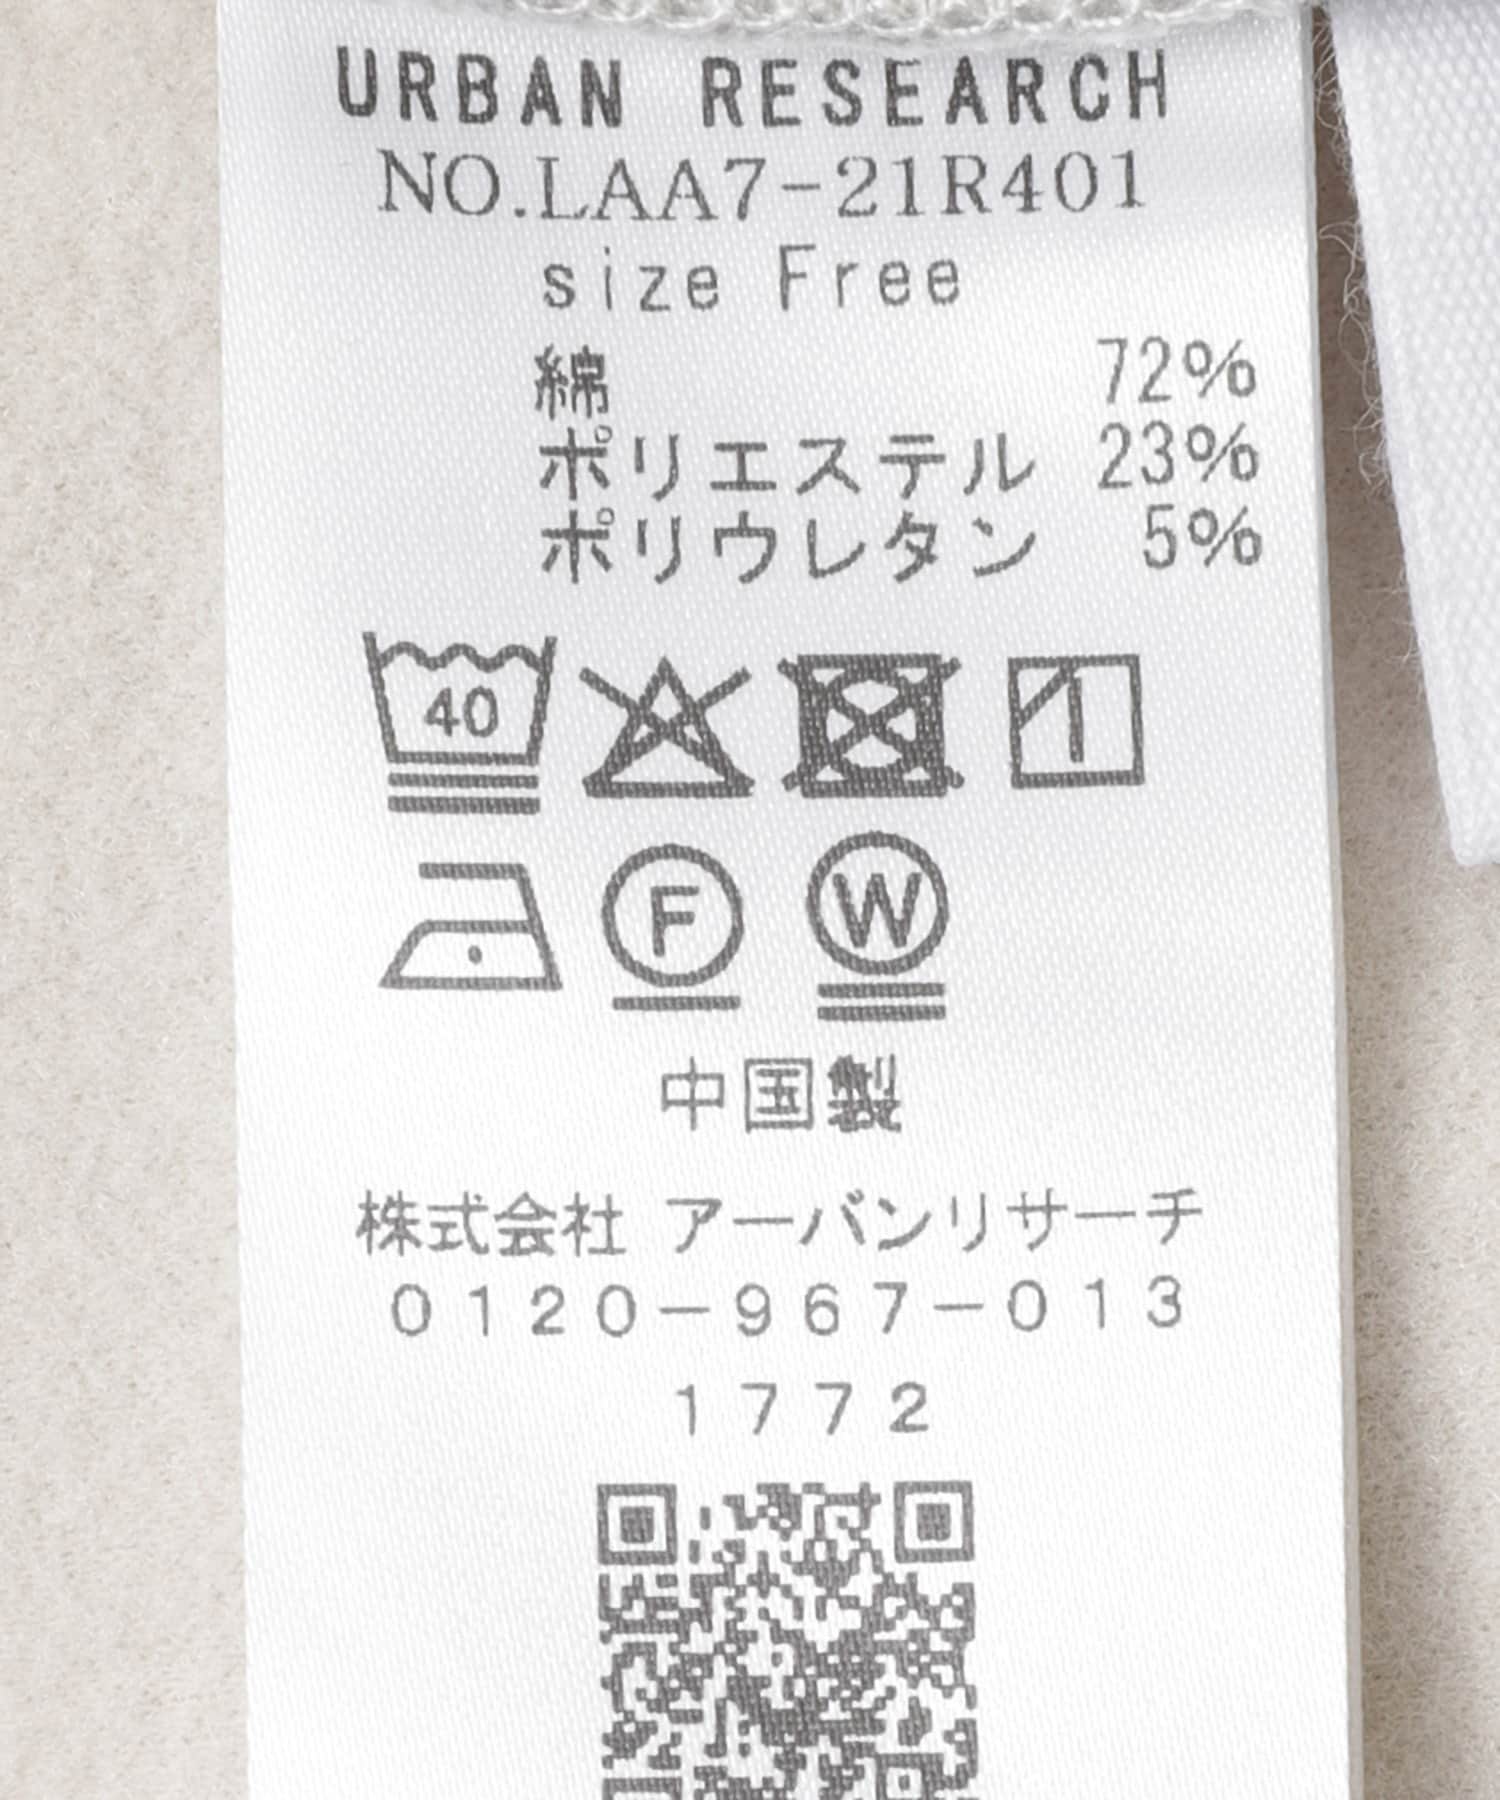 URBAN RESEARCH
NO.LAA7-21R401
size Free
綿 72%
ポリエステル 23%
ポリウレタン 5%
40
F
W
中国製
株式会社 アーバンリサーチ
0120-967-013
1772